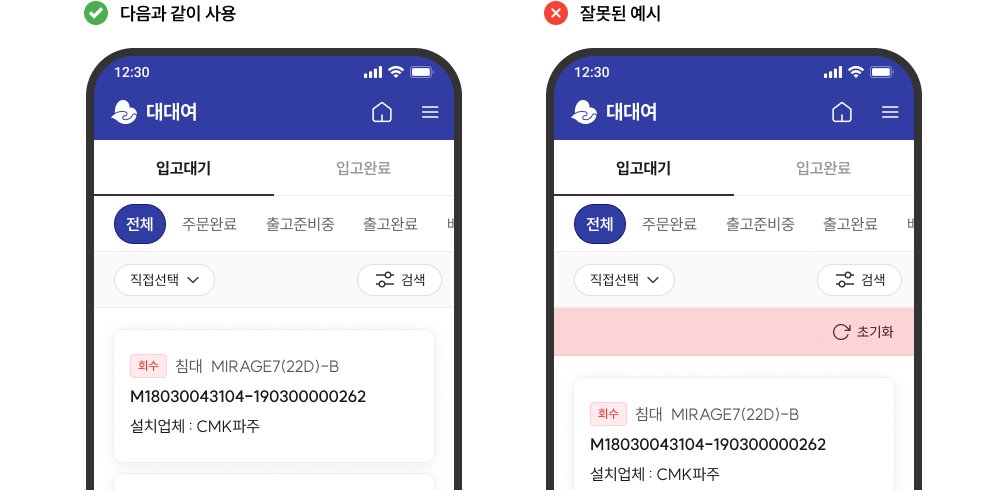 다음과 같이 사용
12:30
대대여
입고대기 입고완료
전체 주문완료 출고준비중 출고완료
직접선택 검색
회수 침대 MIRAGE7(22D)-B
M18030043104-190300000262
설치업체 : CMK파주
잘못된 예시
12:30
대대여
입고대기 입고완료
전체 주문완료 출고준비중 출고완료
직접선택 검색
초기화
회수 침대 MIRAGE7(22D)-B
M18030043104-190300000262
설치업체 : CMK파주